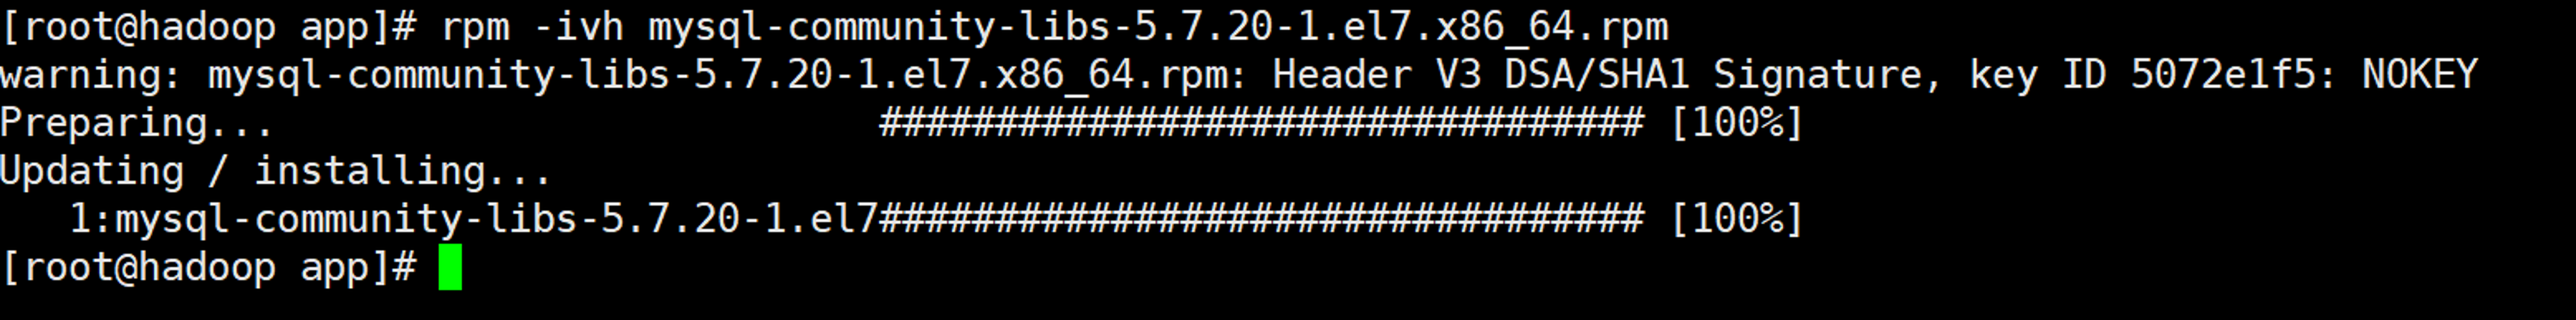 [root@hadoop app]# rpm -ivh mysql-community-libs-5.7.20-1.el7.x86_64.rpm
warning: mysql-community-libs-5.7.20-1.el7.x86_64.rpm: Header V3 DSA/SHA1 Signature, key ID 5072e1f5: NOKEY
Preparing...                          ################################# [100%]
Updating / installing...
   1:mysql-community-libs-5.7.20-1.el7################################# [100%]
[root@hadoop app]#